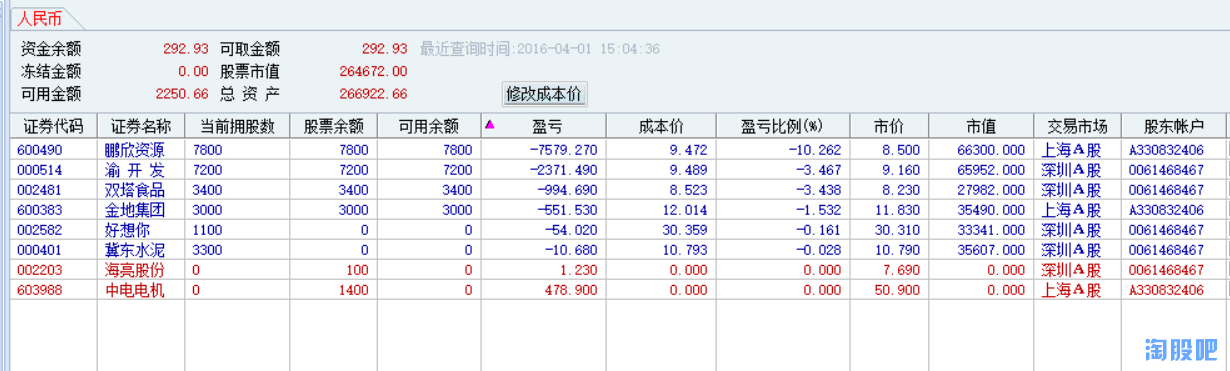 人民币
资金余额 292.93 可取金额 292.93 最近查询时间:2016-04-01 15:04:36
冻结金额 0.00 股票市值 264672.00
可用金额 2250.66 总 资 产 266922.66 修改成本价
证券代码 证券名称 当前拥股数 股票余额 可用余额 盈亏 成本价 盈亏比例(%) 市价 市值 交易市场 股东帐户
600490 鹏欣资源 7800 7800 7800 -7579.270 9.472 -10.262 8.500 66300.000 上海A股 A330832406
000514 渝 开 发 7200 7200 7200 -2371.490 9.489 -3.467 9.160 65952.000 深圳A股 0061468467
002481 双塔食品 3400 3400 3400 -994.690 8.523 -3.438 8.230 27982.000 深圳A股 0061468467
600383 金地集团 3000 3000 3000 -551.530 12.014 -1.532 11.830 35490.000 上海A股 A330832406
002582 好想你 1100 0 0 -54.020 30.359 -0.161 30.310 33341.000 深圳A股 0061468467
000401 冀东水泥 3300 0 0 -10.680 10.793 -0.028 10.790 35607.000 深圳A股 0061468467
002203 海亮股份 0 100 0 1.230 0.000 0.000 7.690 0.000 深圳A股 0061468467
603988 中电电机 0 1400 0 478.900 0.000 0.000 50.900 0.000 上海A股 A330832406
淘股吧